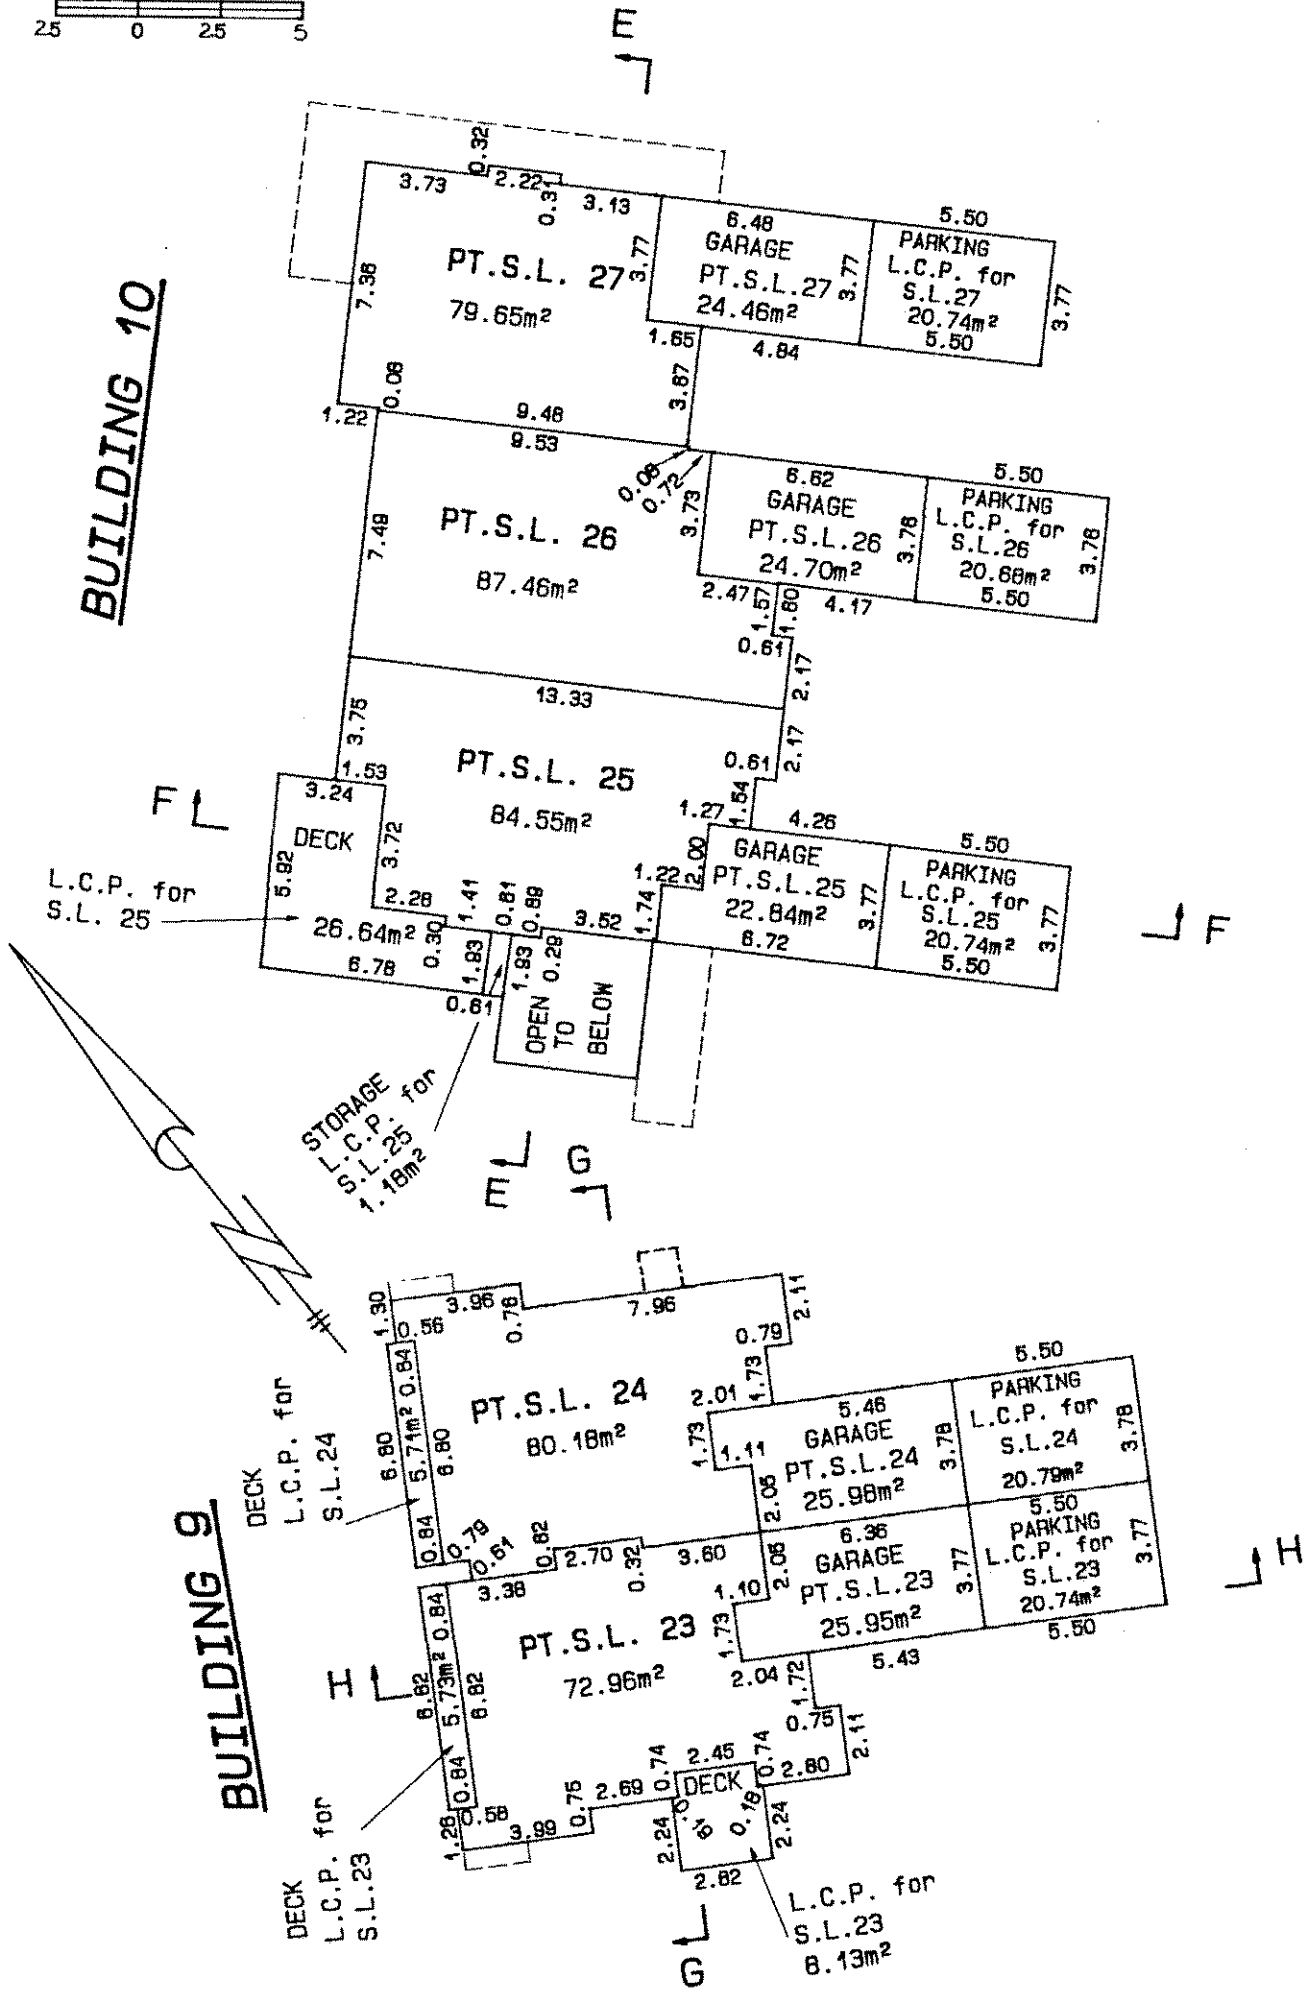 25 0 2.5 5
E
0.32
3.73
2.22
0.31
3.13
6.48
5.50
GARAGE
PT.S.L.27
24.46m²
3.77
3.77
PARKING
L.C.P. for
S.L.27
20.74m²
5.50
3.77
PT.S.L. 27
79.65m²
7.36
1.65
4.84
3.67
1.22
0.08
9.48
9.53
BUILDING 10
0.06
0.72
6.62
5.50
GARAGE
PT.S.L.26
24.70m²
3.73
3.78
PARKING
L.C.P. for
S.L.26
20.68m²
5.50
3.78
PT.S.L. 26
87.46m²
7.49
2.47
1.57
1.60
4.17
0.61
2.17
13.33
3.75
PT.S.L. 25
84.55m²
0.61
2.17
1.53
3.24
F
DECK
3.72
5.92
1.27
1.54
4.26
5.50
GARAGE
PT.S.L.25
22.84m²
2.00
1.22
1.74
3.77
PARKING
L.C.P. for
S.L.25
20.74m²
5.50
3.77
6.72
F
L.C.P. for
S.L. 25
26.64m²
2.28
1.41
0.81
0.89
3.52
0.30
6.78
1.93
1.93
0.29
0.61
OPEN
TO
BELOW
STORAGE
L.C.P. for
S.L.25
1.18m²
E
G
1.30
3.96
0.56
0.76
7.96
2.11
0.79
1.73
DECK
L.C.P. for
S.L.24
6.80
0.84
5.71m²
6.80
0.84
PT.S.L. 24
80.18m²
2.01
1.73
1.11
2.05
5.46
GARAGE
PT.S.L.24
25.98m²
3.78
5.50
PARKING
L.C.P. for
S.L.24
20.79m²
3.78
BUILDING 9
0.79
0.61
0.62
2.70
0.32
3.60
3.38
6.36
GARAGE
PT.S.L.23
25.95m²
2.05
1.10
1.73
3.77
5.50
PARKING
L.C.P. for
S.L.23
20.74m²
3.77
5.50
H
H
6.82
0.84
5.73m²
6.82
0.84
PT.S.L. 23
72.96m²
2.04
1.72
5.43
0.75
2.11
DECK
L.C.P. for
S.L.23
1.26
0.58
3.99
0.75
2.69
0.74
2.45
0.74
2.80
DECK
0.18
2.24
2.24
2.82
L.C.P. for
S.L.23
8.13m²
G